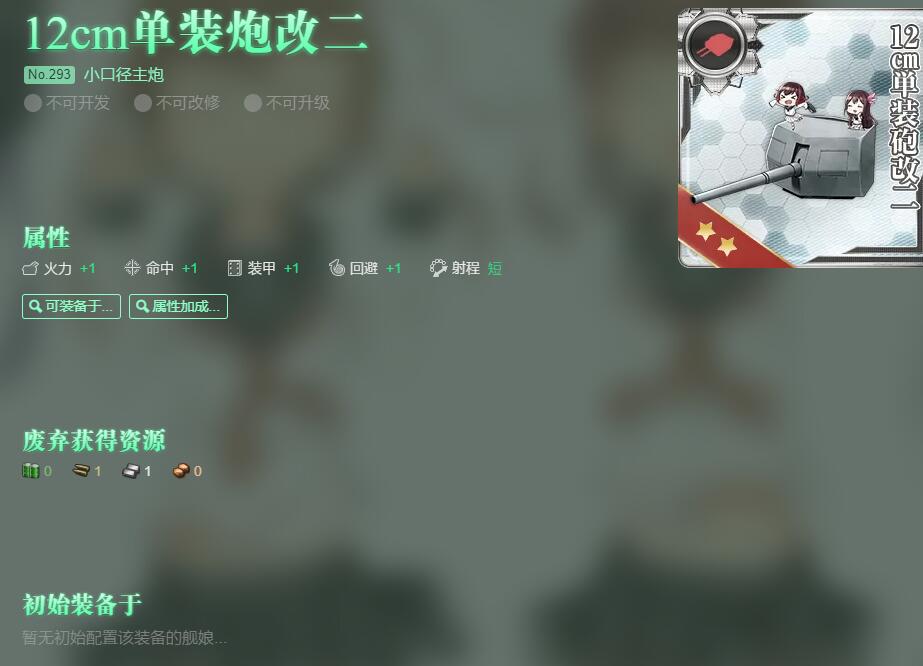 12cm单装炮改二
No.293 小口径主炮
不可开发 不可改修 不可升级
12cm単装砲改二
属性
火力 +1 命中 +1 装甲 +1 回避 +1 射程 短
可装备于... 属性加成...
废弃获得资源
0 1 1 0
初始装备于
暂无初始配置该装备的舰娘...